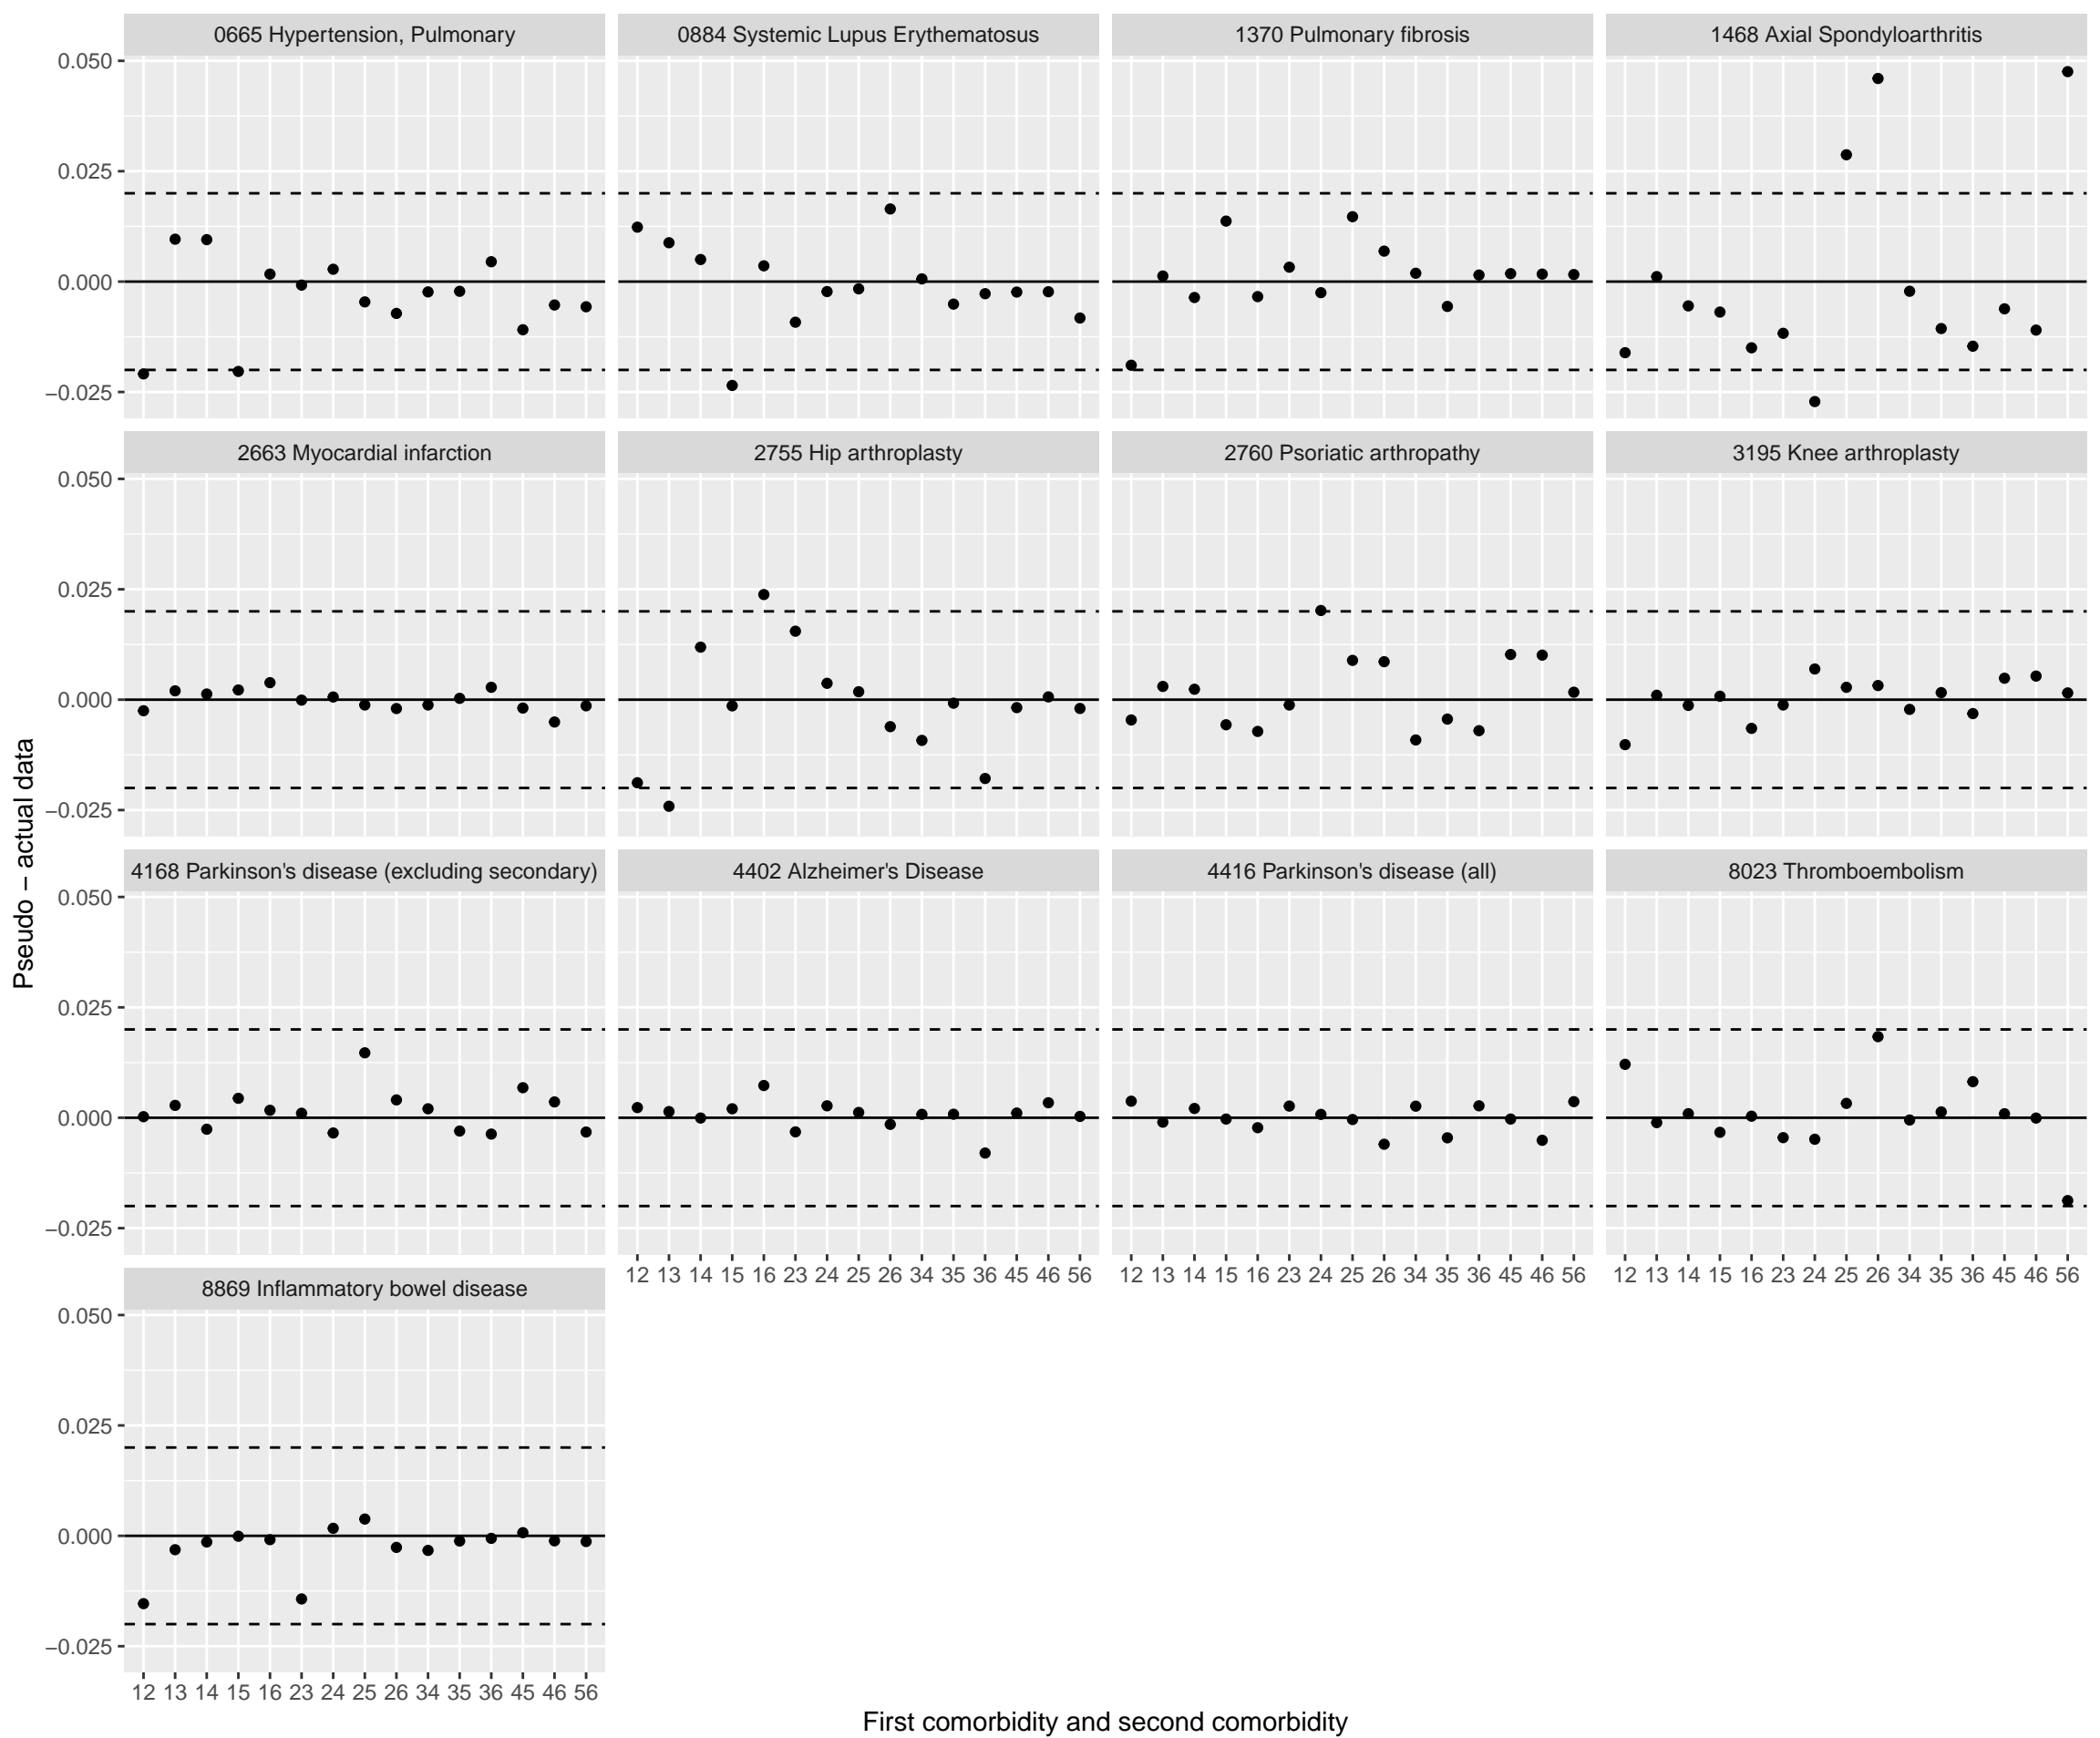 0665 Hypertension, Pulmonary
0884 Systemic Lupus Erythematosus
1370 Pulmonary fibrosis
1468 Axial Spondyloarthritis
0.050
0.025
0.000
−0.025
2663 Myocardial infarction
2755 Hip arthroplasty
2760 Psoriatic arthropathy
3195 Knee arthroplasty
0.050
0.025
0.000
−0.025
Pseudo − actual data
4168 Parkinson's disease (excluding secondary)
4402 Alzheimer's Disease
4416 Parkinson's disease (all)
8023 Thromboembolism
0.050
0.025
0.000
−0.025
12 13 14 15 16 23 24 25 26 34 35 36 45 46 56
12 13 14 15 16 23 24 25 26 34 35 36 45 46 56
12 13 14 15 16 23 24 25 26 34 35 36 45 46 56
8869 Inflammatory bowel disease
0.050
0.025
0.000
−0.025
12 13 14 15 16 23 24 25 26 34 35 36 45 46 56
First comorbidity and second comorbidity